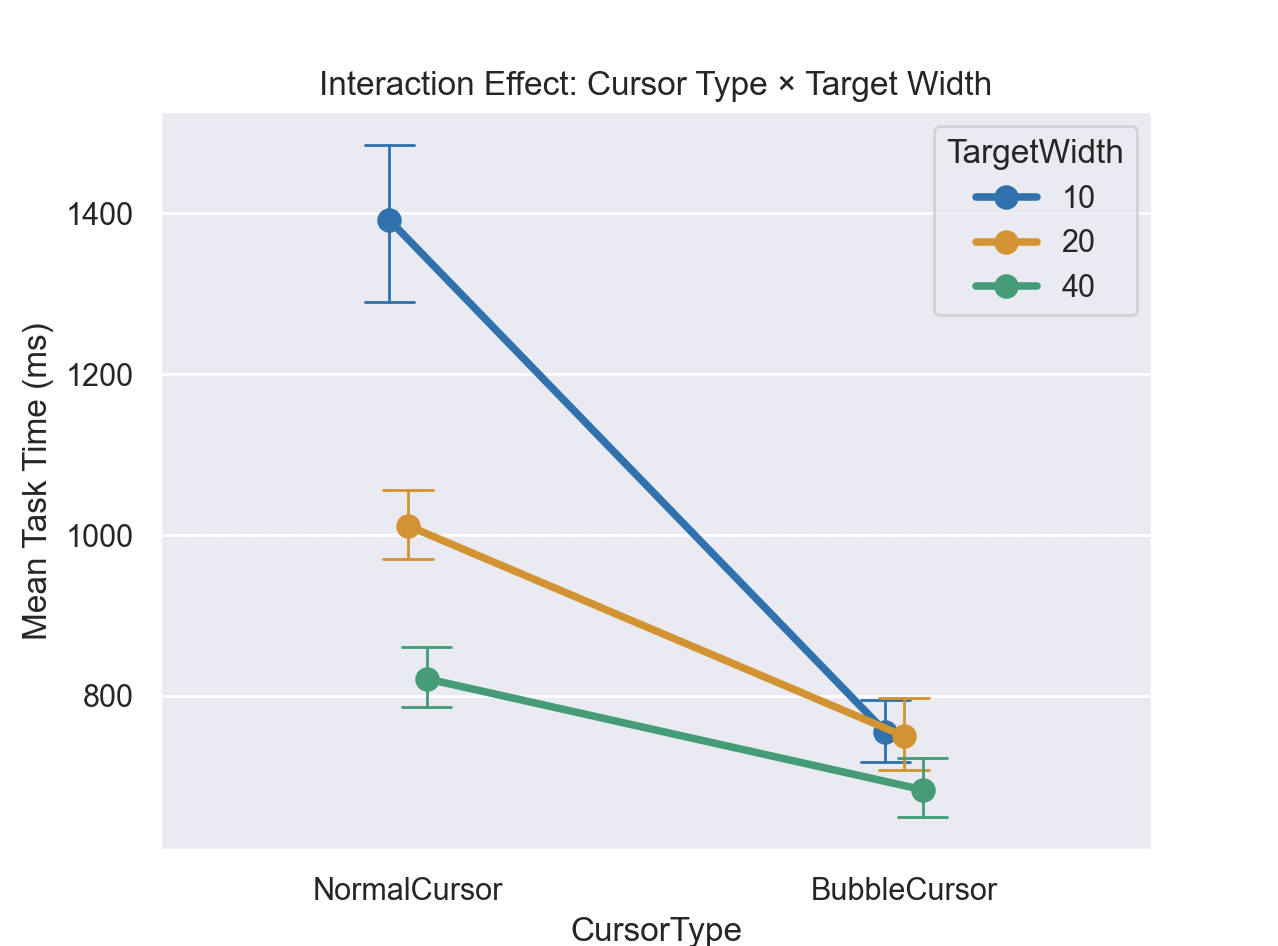 Interaction Effect: Cursor Type × Target Width
TargetWidth
10
20
40
1400
1200
1000
800
Mean Task Time (ms)
NormalCursor
BubbleCursor
CursorType